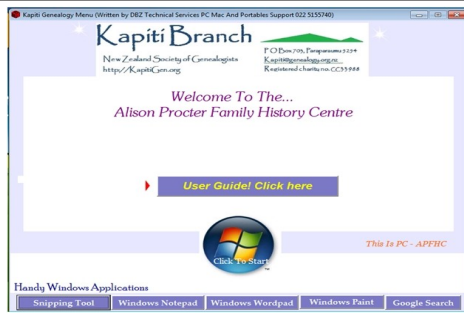 Kapiti Genealogy Menu (Written by DBZ Technical Services PC Mac And Portables Support 022 5155740)
Kapiti Branch
New Zealand Society of Genealogists
http://KapitiGen.org
P O Box 703, Paraparaumu 5254
Kapiti@genealogy.org.nz
Registered charity no. CC53988
Welcome To The...
Alison Procter Family History Centre
User Guide! Click here
Click To Start
This Is PC - APFHC
Handy Windows Applications
Snipping Tool
Windows Notepad
Windows Wordpad
Windows Paint
Google Search